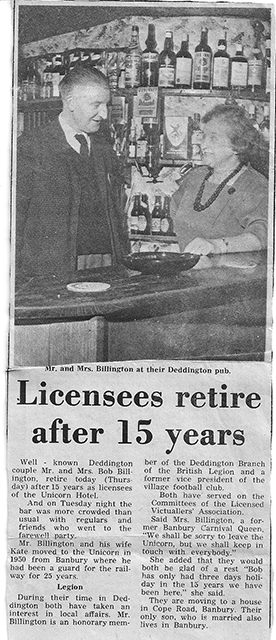 Mr. and Mrs. Billington at their Deddington pub.
Licensees retire
after 15 years
Well - known Deddington
couple Mr. and Mrs. Bob Bill-
ington, retire today (Thurs-
day) after 15 years as licensees
of the Unicorn Hotel.
And on Tuesday night the
bar was more crowded than
usual with regulars and
friends who went to the
farewell party.
Mr. Billington and his wife
Kate moved to the Unicorn in
1950 from Banbury where he
had been a guard for the rail-
way for 25 years.
Legion
During their time in Ded-
dington both have taken an
interest in local affairs. Mr.
Billington is an honorary mem-
ber of the Deddington Branch
of the British Legion and a
former vice president of the
village football club.
Both have served on the
Committees of the Licensed
Victuallers' Association.
Said Mrs. Billington, a for-
mer Banbury Carnival Queen,
"We shall be sorry to leave the
Unicorn, but we shall keep in
touch with everybody."
She added that they would
both be glad of a rest "Bob
has only had three days holi-
day in the 15 years we have
been here," she said.
They are moving to a house
in Cope Road, Banbury. Their
only son, who is married also
lives in Banbury.